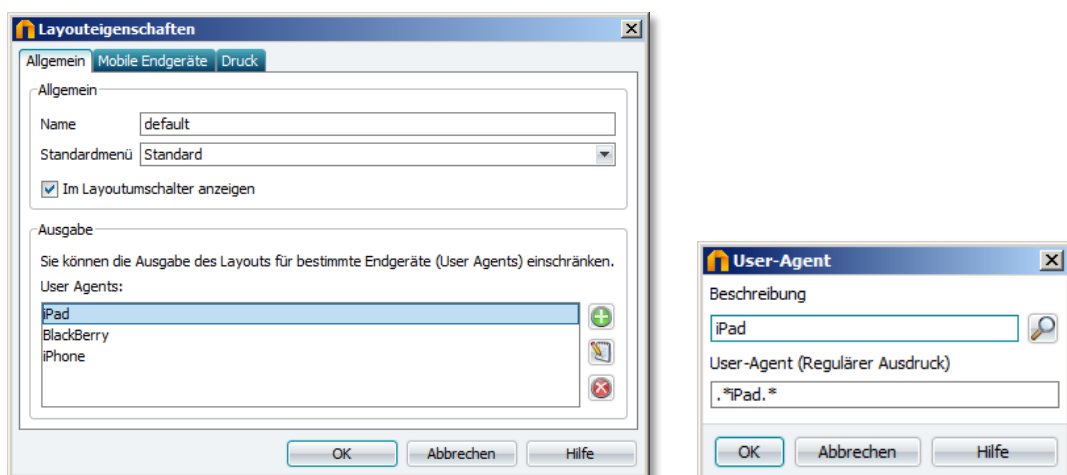 Layouteigenschaften
Allgemein Mobile Endgeräte Druck
Allgemein
Name default
Standardmenü Standard
Im Layoutumschalter anzeigen
Ausgabe
Sie können die Ausgabe des Layouts für bestimmte Endgeräte (User Agents) einschränken.
User Agents:
iPad
BlackBerry
iPhone
OK Abbrechen Hilfe
User-Agent
Beschreibung
iPad
User-Agent (Regulärer Ausdruck)
.*iPad.*
OK Abbrechen Hilfe